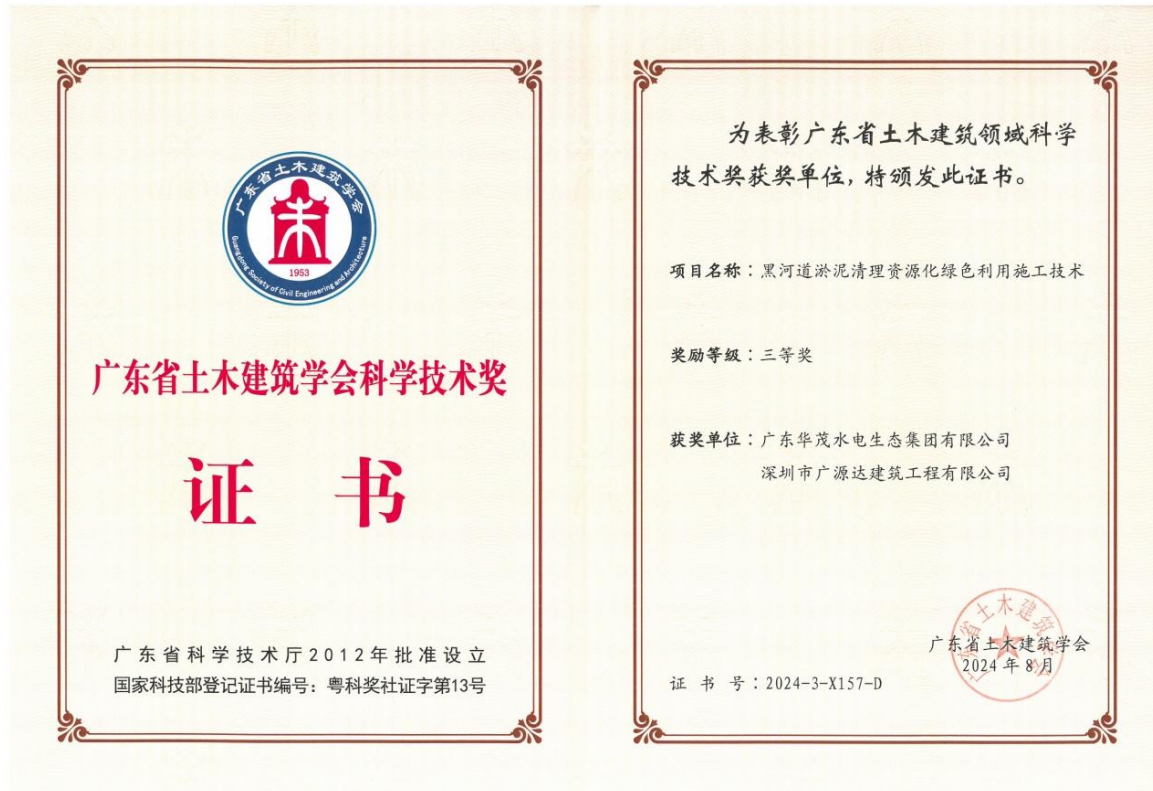 广东省土木建筑学会
1953
Guangdong Society of Civil Engineering and Architecture
广东省土木建筑学会科学技术奖
证 书
广东省科学技术厅2012年批准设立
国家科技部登记证书编号：粤科奖社证字第13号
为表彰广东省土木建筑领域科学
技术奖获奖单位，特颁发此证书。
项目名称：黑河道淤泥清理资源化绿色利用施工技术
奖励等级：三等奖
获奖单位：广东华茂水电生态集团有限公司
深圳市广源达建筑工程有限公司
广东省土木建筑学会
广东省土木建筑学会
2024年8月
证 书 号：2024-3-X157-D